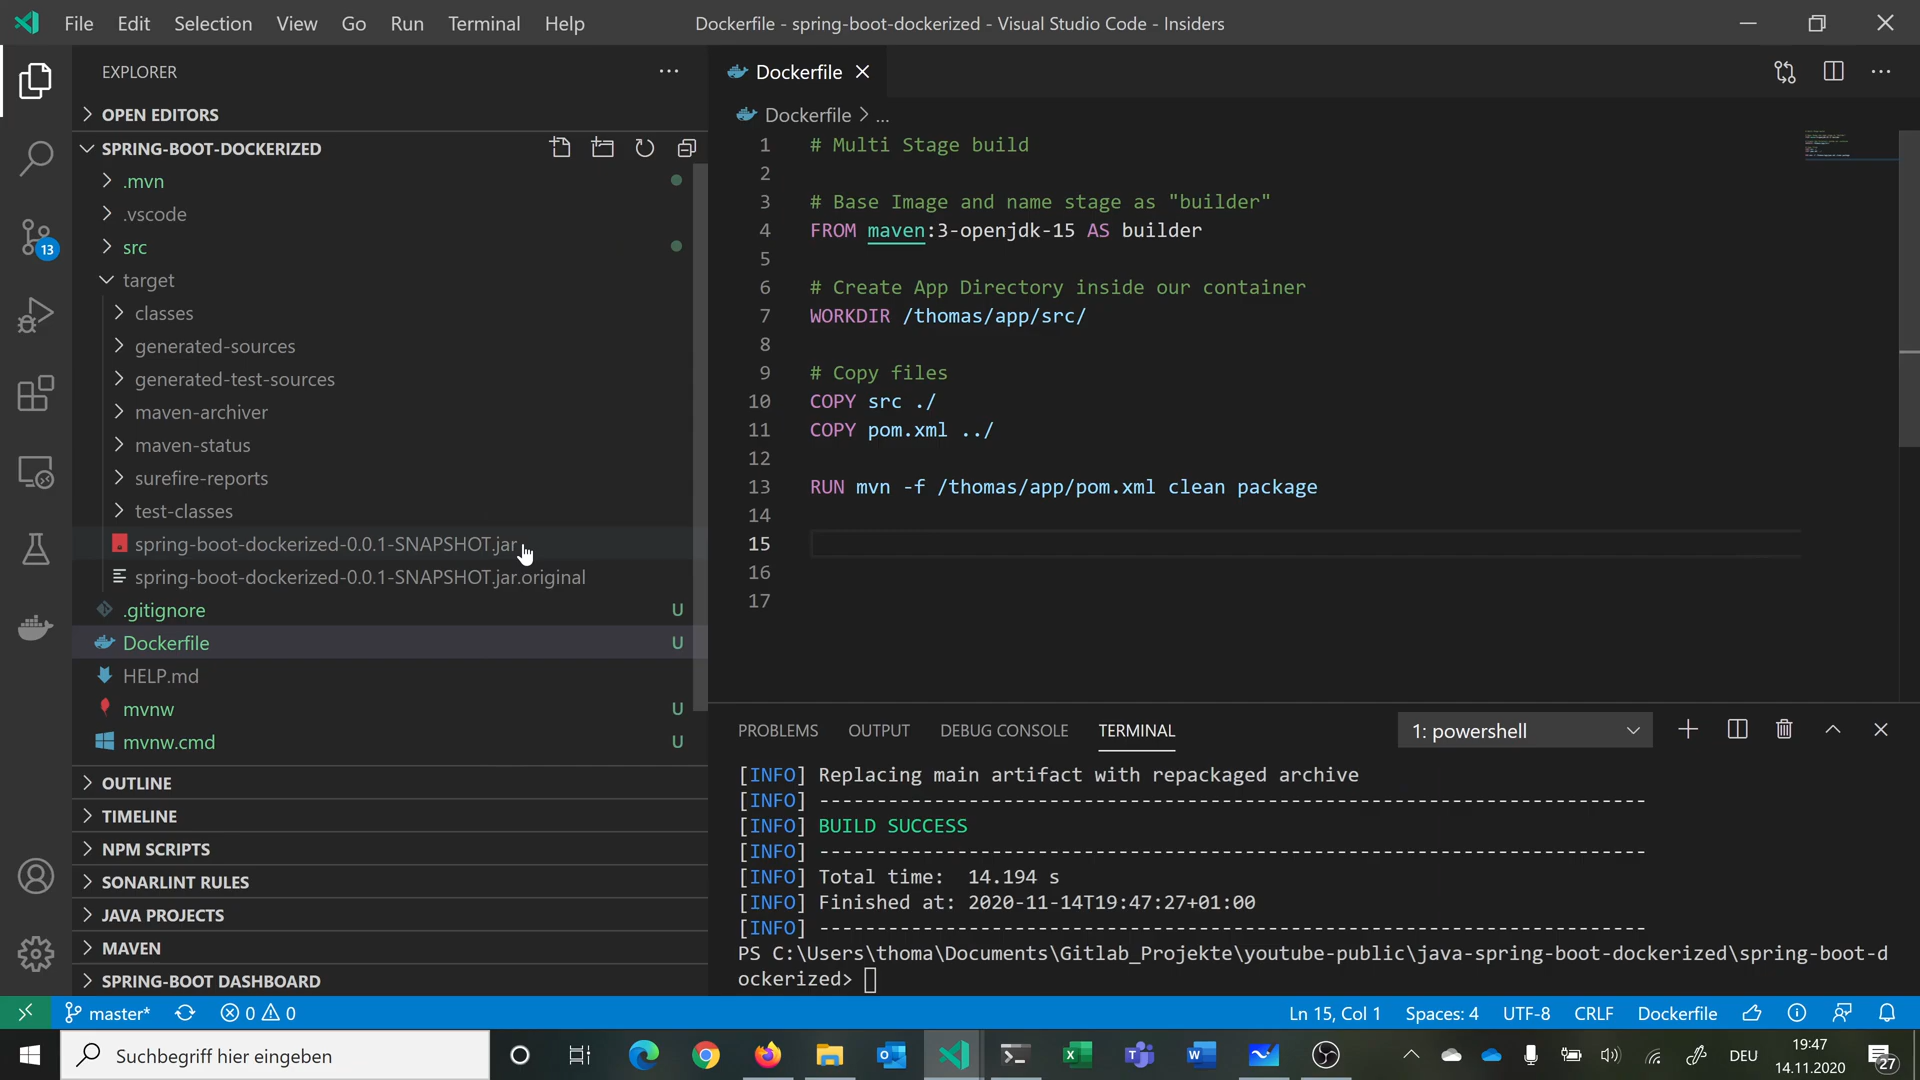 File Edit Selection View Go Run Terminal Help
Dockerfile - spring-boot-dockerized - Visual Studio Code - Insiders
EXPLORER
OPEN EDITORS
SPRING-BOOT-DOCKERIZED
.mvn
.vscode
src
target
classes
generated-sources
generated-test-sources
maven-archiver
maven-status
surefire-reports
test-classes
spring-boot-dockerized-0.0.1-SNAPSHOT.jar
spring-boot-dockerized-0.0.1-SNAPSHOT.jar.original
.gitignore U
Dockerfile U
HELP.md
mvnw U
mvnw.cmd U
OUTLINE
TIMELINE
NPM SCRIPTS
SONARLINT RULES
JAVA PROJECTS
MAVEN
SPRING-BOOT DASHBOARD
13
Dockerfile
Dockerfile > ...
1 # Multi Stage build
2
3 # Base Image and name stage as "builder"
4 FROM maven:3-openjdk-15 AS builder
5
6 # Create App Directory inside our container
7 WORKDIR /thomas/app/src/
8
9 # Copy files
10 COPY src ./
11 COPY pom.xml ../
12
13 RUN mvn -f /thomas/app/pom.xml clean package
14
15
16
17
PROBLEMS OUTPUT DEBUG CONSOLE TERMINAL
1: powershell
[INFO] Replacing main artifact with repackaged archive
[INFO] ------------------------------------------------------------------------
[INFO] BUILD SUCCESS
[INFO] ------------------------------------------------------------------------
[INFO] Total time:  14.194 s
[INFO] Finished at: 2020-11-14T19:47:27+01:00
[INFO] ------------------------------------------------------------------------
PS C:\Users\thoma\Documents\Gitlab_Projekte\youtube-public\java-spring-boot-dockerized\spring-boot-d
ockerized>
master* 0 0
Ln 15, Col 1 Spaces: 4 UTF-8 CRLF Dockerfile
Suchbegriff hier eingeben
DEU
19:47
14.11.2020
27